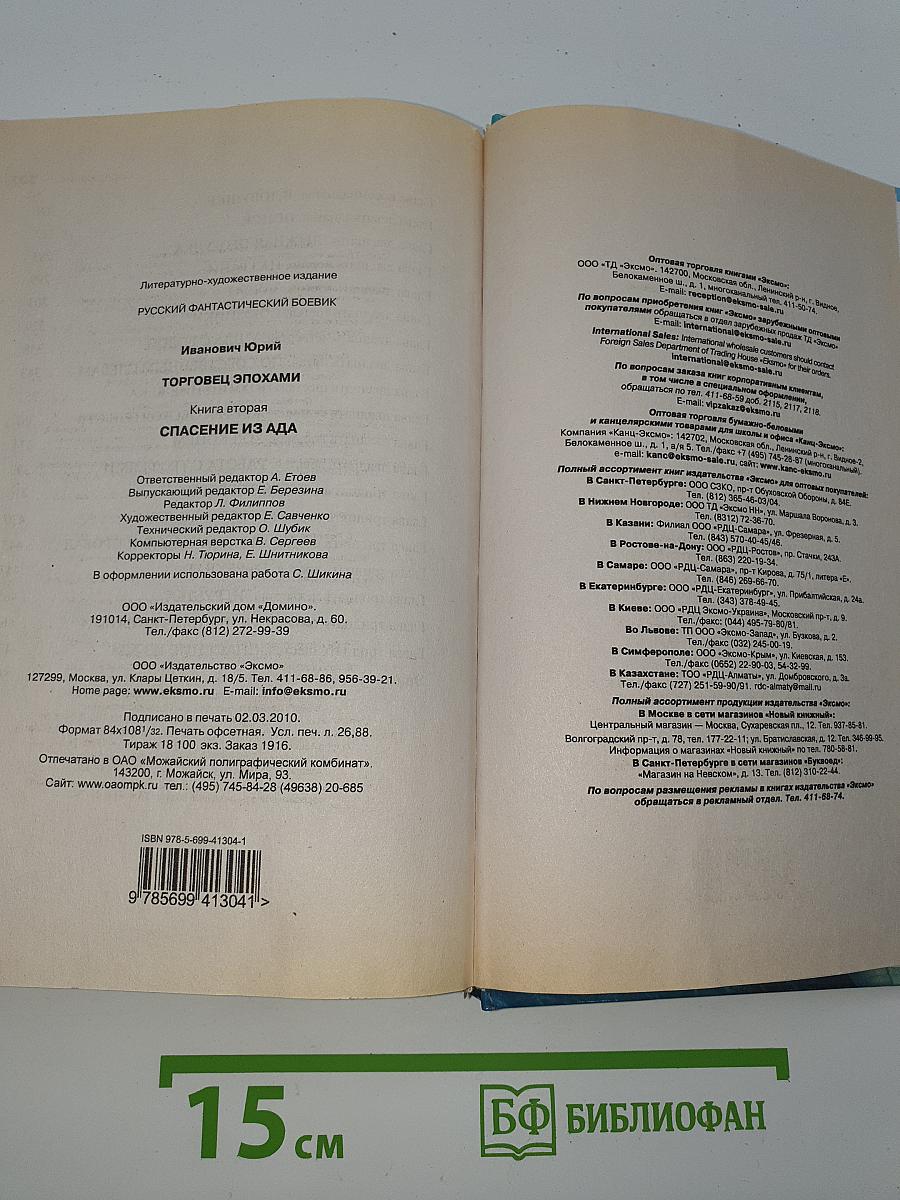 Литературно-художественное издание
РУССКИЙ ФАНТАСТИЧЕСКИЙ БОЕВИК
Иванович Юрий
ТОРГОВЕЦ ЭПОХАМИ
Книга вторая
СПАСЕНИЕ ИЗ АДА
Ответственный редактор А. Етоев
Выпускающий редактор Е. Березина
Редактор Л. Филиппов
Художественный редактор Е. Савченко
Технический редактор О. Шубик
Компьютерная верстка В. Сергеев
Корректоры Н. Тюрина, Е. Шнитникова
В оформлении использована работа С. Шикина
ООО «Издательский дом «Домино».
191014, Санкт-Петербург, ул. Некрасова, д. 60.
Тел./факс (812) 272-99-39
ООО «Издательство «Эксмо»
127299, Москва, ул. Клары Цеткин, д. 18/5. Тел. 411-68-86, 956-39-21.
Home page: www.eksmo.ru E-mail: info@eksmo.ru
Подписано в печать 02.03.2010.
Формат 84x108 1/32. Печать офсетная. Усл. печ. л. 26,88.
Тираж 18 100 экз. Заказ 1916.
Отпечатано в ОАО «Можайский полиграфический комбинат».
143200, г. Можайск, ул. Мира, 93.
Сайт: www.oaompk.ru тел.: (495) 745-84-28 (49638) 20-685
ISBN 978-5-699-41304-1
9 785699 413041 >
Оптовая торговля книгами «Эксмо»:
ООО «ТД «Эксмо». 142700, Московская обл., Ленинский р-н, г. Видное,
Белокаменное ш., д. 1, многоканальный тел. 411-50-74.
E-mail: reception@eksmo-sale.ru
По вопросам приобретения книг «Эксмо» зарубежными оптовыми
покупателями обращаться в отдел зарубежных продаж ТД «Эксмо»
E-mail: international@eksmo-sale.ru
International Sales: International wholesale customers should contact
Foreign Sales Department of Trading House «Eksmo» for their orders.
international@eksmo-sale.ru
По вопросам заказа книг корпоративным клиентам,
в том числе в специальном оформлении,
обращаться по тел. 411-68-59 доб. 2115, 2117, 2118.
E-mail: vipzakaz@eksmo.ru
Оптовая торговля бумажно-беловыми
и канцелярскими товарами для школы и офиса «Канц-Эксмо»:
Компания «Канц-Эксмо»: 142702, Московская обл., Ленинский р-н, г. Видное-2,
Белокаменное ш., д. 1, а/я 5. Тел./факс +7 (495) 745-28-87 (многоканальный).
e-mail: kanc@eksmo-sale.ru, сайт: www.kanc-eksmo.ru
Полный ассортимент книг издательства «Эксмо» для оптовых покупателей:
В Санкт-Петербурге: ООО СЗКО, пр-т Обуховской Обороны, д. 84Е.
Тел. (812) 365-46-03/04.
В Нижнем Новгороде: ООО ТД «Эксмо НН», ул. Маршала Воронова, д. 3.
Тел. (8312) 72-36-70.
В Казани: Филиал ООО «РДЦ-Самара», ул. Фрезерная, д. 5.
Тел. (843) 570-40-45/46.
В Ростове-на-Дону: ООО «РДЦ-Ростов», пр. Стачки, 243А.
Тел. (863) 220-19-34.
В Самаре: ООО «РДЦ-Самара», пр-т Кирова, д. 75/1, литера «Е».
Тел. (846) 269-66-70.
В Екатеринбурге: ООО «РДЦ-Екатеринбург», ул. Прибалтийская, д. 24а.
Тел. (343) 378-49-45.
В Киеве: ООО «РДЦ Эксмо-Украина», Московский пр-т, д. 9.
Тел./факс: (044) 495-79-80/81.
Во Львове: ТП ООО «Эксмо-Запад», ул. Бузкова, д. 2.
Тел./факс (032) 245-00-19.
В Симферополе: ООО «Эксмо-Крым», ул. Киевская, д. 153.
Тел./факс (0652) 22-90-03, 54-32-99.
В Казахстане: ТОО «РДЦ-Алматы», ул. Домбровского, д. 3а.
Тел./факс (727) 251-59-90/91. rdc-almaty@mail.ru
Полный ассортимент продукции издательства «Эксмо»:
В Москве в сети магазинов «Новый книжный»:
Центральный магазин — Москва, Сухаревская пл., 12. Тел. 937-85-81.
Волгоградский пр-т, д. 78, тел. 177-22-11; ул. Братиславская, д. 12. Тел. 346-99-95.
Информация о магазинах «Новый книжный» по тел. 780-58-81.
В Санкт-Петербурге в сети магазинов «Буквоед»:
«Магазин на Невском», д. 13. Тел. (812) 310-22-44.
По вопросам размещения рекламы в книгах издательства «Эксмо»
обращаться в рекламный отдел. Тел. 411-68-74.
15 см
БФ БИБЛИОФАН